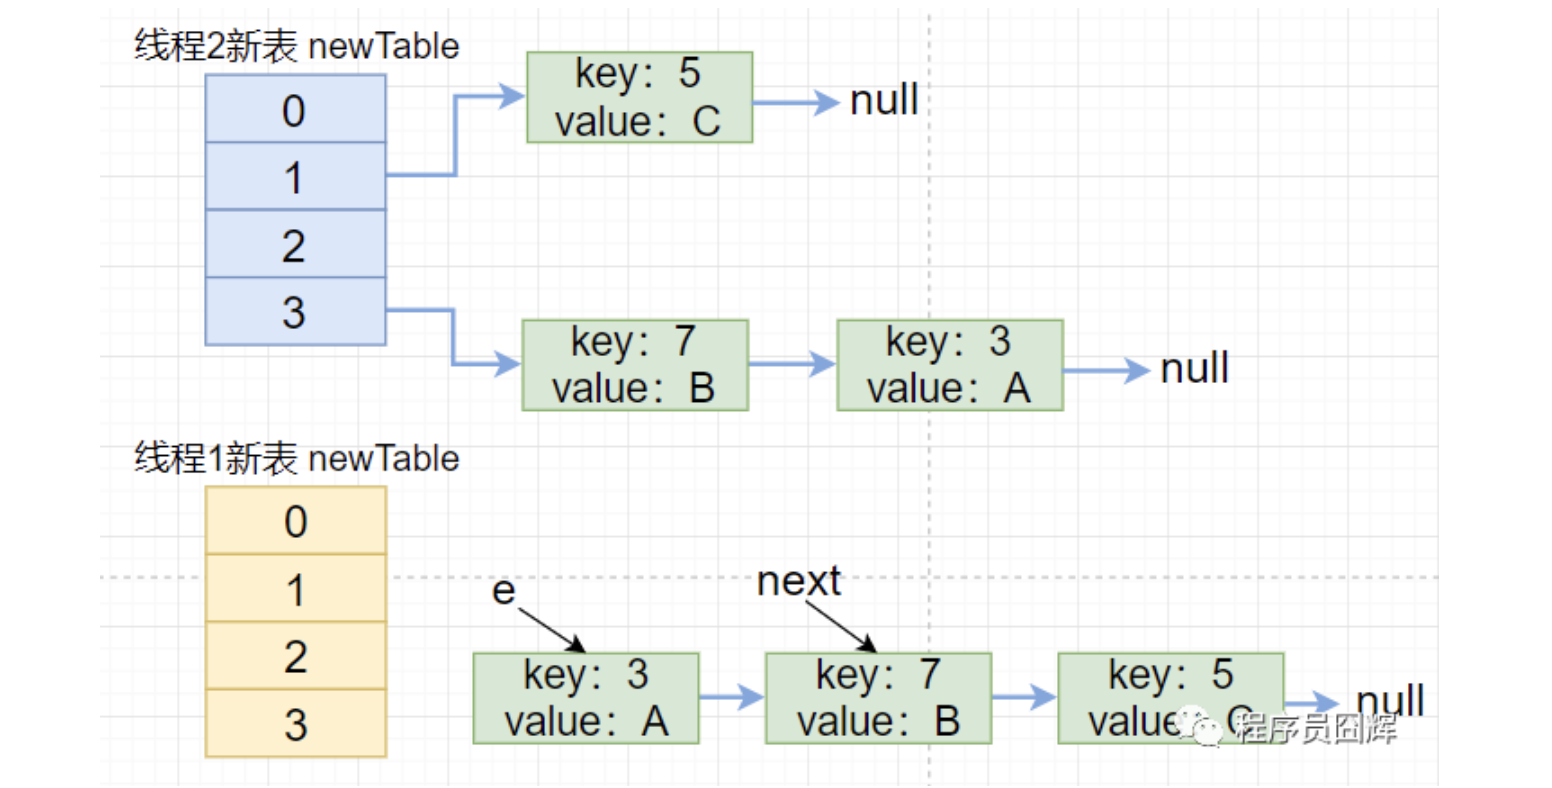 线程2新表 newTable
0
1
2
3
key: 5
value: C
null
key: 7
value: B
key: 3
value: A
null
线程1新表 newTable
0
1
2
3
e
next
key: 3
value: A
key: 7
value: B
key: 5
value: C
null
程序员囧辉